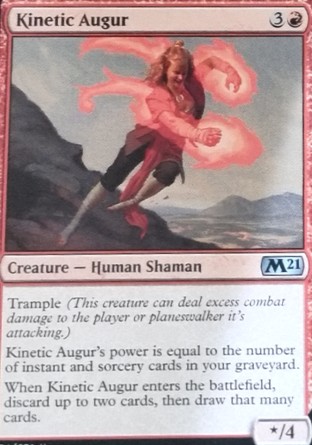 Kinetic Augur 3
Creature — Human Shaman M21
Trample (This creature can deal excess combat
damage to the player or planeswalker it's
attacking.)
Kinetic Augur's power is equal to the number
of instant and sorcery cards in your graveyard.
When Kinetic Augur enters the battlefield,
discard up to two cards, then draw that many
cards.
*/4